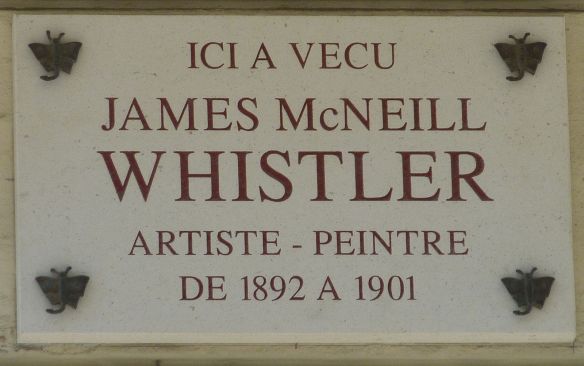 ICI A VECU
JAMES McNEILL
WHISTLER
ARTISTE - PEINTRE
DE 1892 A 1901